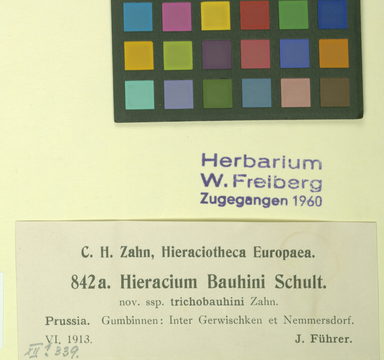 Herbarium
W. Freiberg
Zugegangen 1960
C. H. Zahn, Hieraciotheca Europaea.
842a. Hieracium Bauhini Schult.
nov. ssp. trichobauhini Zahn.
Prussia. Gumbinnen: Inter Gerwischken et Nemmersdorf.
VI, 1913. J. Führer.
339.